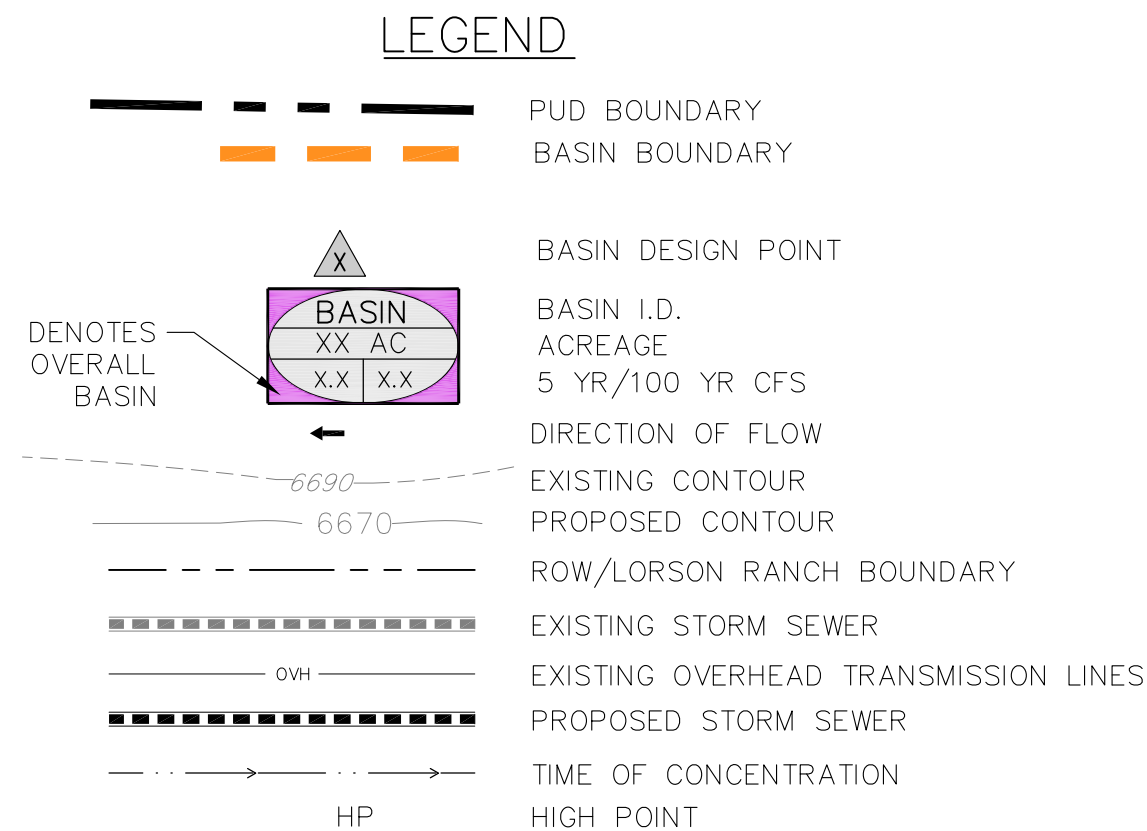 LEGEND
PUD BOUNDARY
BASIN BOUNDARY
X
BASIN DESIGN POINT
BASIN
XX AC
X.X X.X
DENOTES
OVERALL
BASIN
BASIN I.D.
ACREAGE
5 YR/100 YR CFS
DIRECTION OF FLOW
6690
EXISTING CONTOUR
6670
PROPOSED CONTOUR
ROW/LORSON RANCH BOUNDARY
EXISTING STORM SEWER
OVH
EXISTING OVERHEAD TRANSMISSION LINES
PROPOSED STORM SEWER
TIME OF CONCENTRATION
HP
HIGH POINT